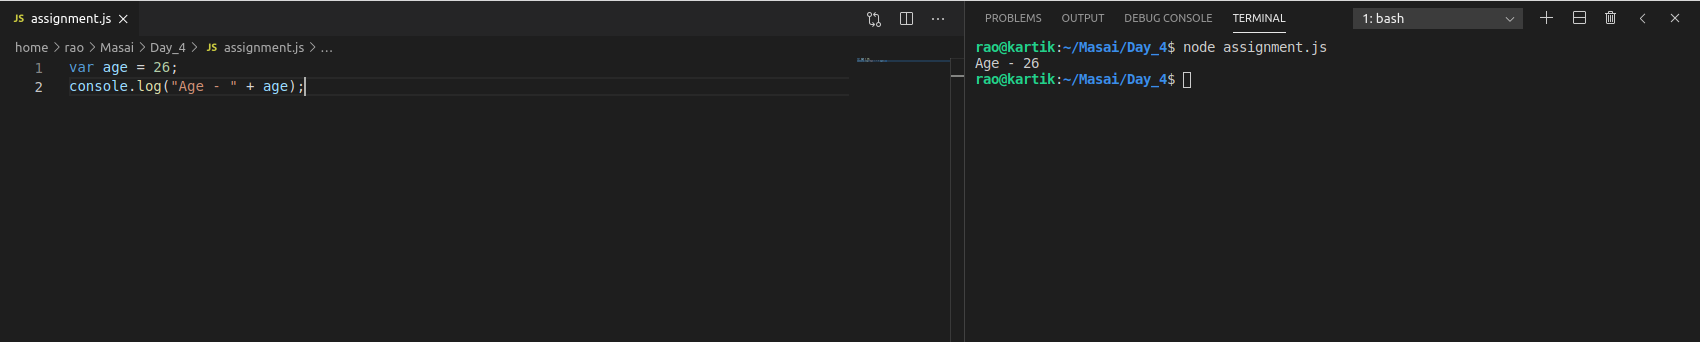 JS assignment.js
home > rao > Masai > Day_4 > JS assignment.js > ...
1 var age = 26;
2 console.log("Age - " + age);
PROBLEMS OUTPUT DEBUG CONSOLE TERMINAL 1: bash
rao@kartik:~/Masai/Day_4$ node assignment.js
Age - 26
rao@kartik:~/Masai/Day_4$